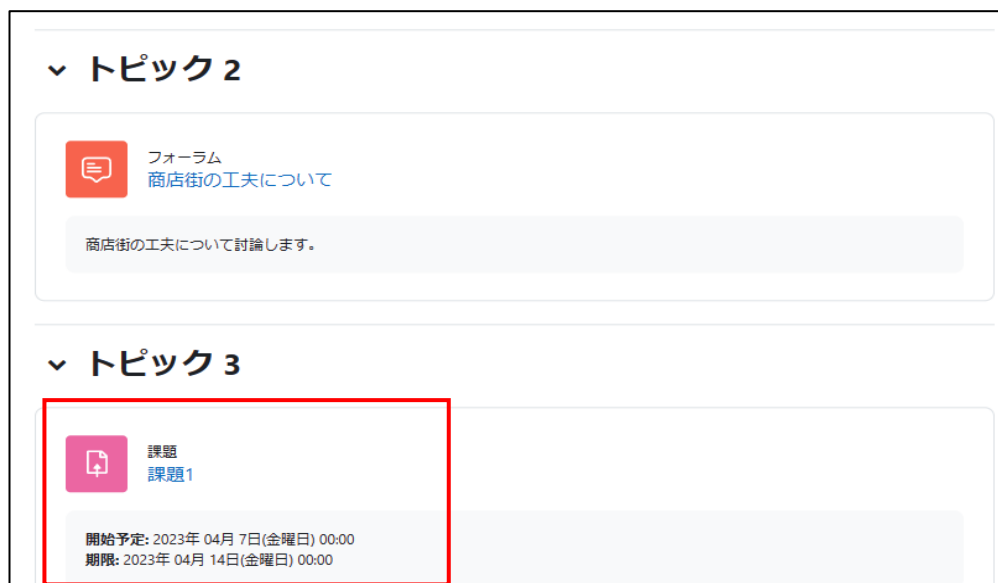 トピック 2
フォーラム
商店街の工夫について
商店街の工夫について討論します。
トピック 3
課題
課題1
開始予定: 2023年 04月 7日(金曜日) 00:00
期限: 2023年 04月 14日(金曜日) 00:00